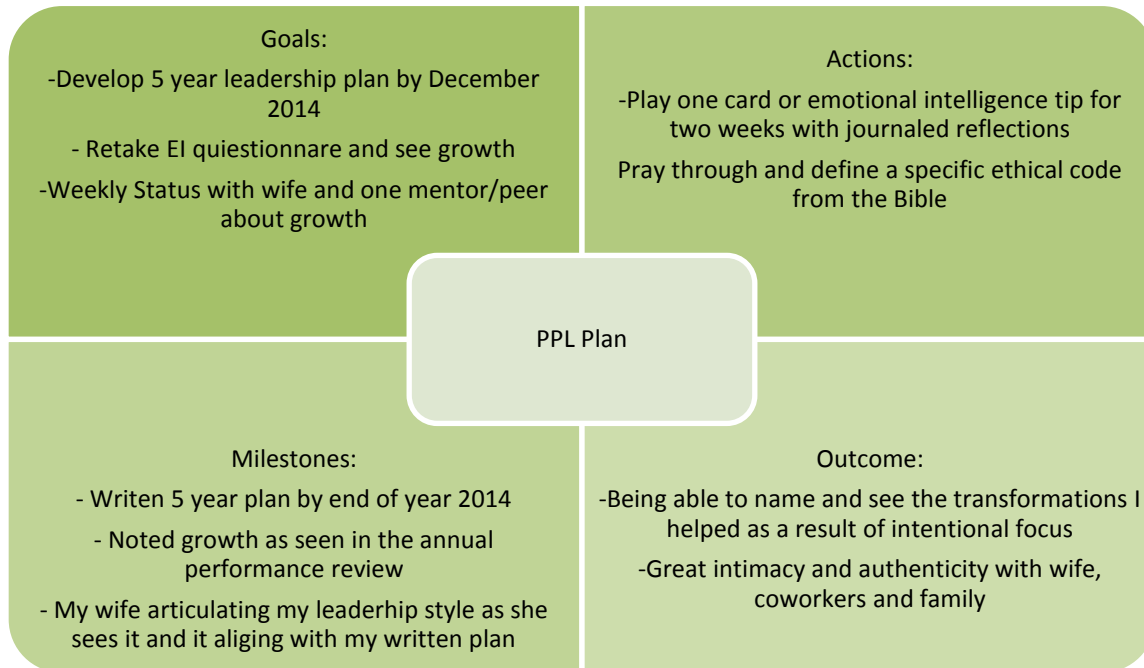 Goals:
-Develop 5 year leadership plan by December
2014
- Retake EI quiestionnare and see growth
-Weekly Status with wife and one mentor/peer
about growth
Actions:
-Play one card or emotional intelligence tip for
two weeks with journaled reflections
Pray through and define a specific ethical code
from the Bible
PPL Plan
Milestones:
- Writen 5 year plan by end of year 2014
- Noted growth as seen in the annual
performance review
- My wife articulating my leaderhip style as she
sees it and it aliging with my written plan
Outcome:
-Being able to name and see the transformations I
helped as a result of intentional focus
-Great intimacy and authenticity with wife,
coworkers and family